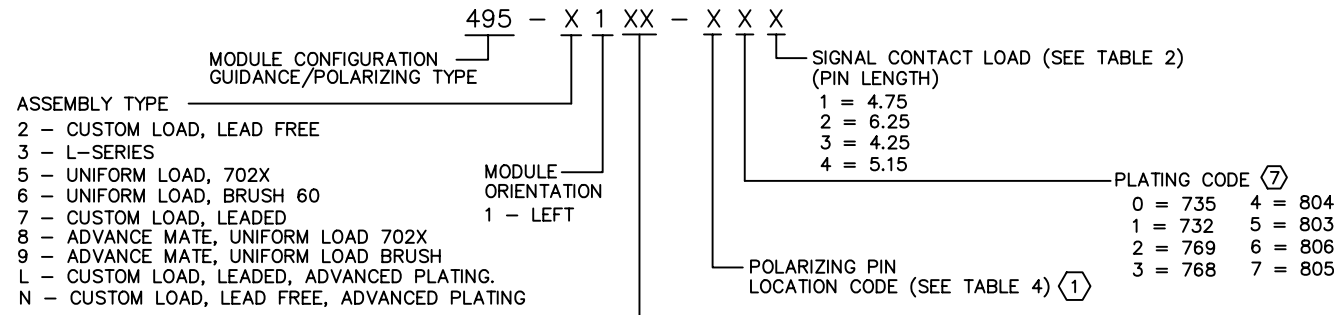 495 - X 1 XX - X X X
MODULE CONFIGURATION
GUIDANCE/POLARIZING TYPE
ASSEMBLY TYPE
2 - CUSTOM LOAD, LEAD FREE
3 - L-SERIES
5 - UNIFORM LOAD, 702X
6 - UNIFORM LOAD, BRUSH 60
7 - CUSTOM LOAD, LEADED
8 - ADVANCE MATE, UNIFORM LOAD 702X
9 - ADVANCE MATE, UNIFORM LOAD BRUSH
L - CUSTOM LOAD, LEADED, ADVANCED PLATING.
N - CUSTOM LOAD, LEAD FREE, ADVANCED PLATING
MODULE
ORIENTATION
1 - LEFT
SIGNAL CONTACT LOAD (SEE TABLE 2)
(PIN LENGTH)
1 = 4.75
2 = 6.25
3 = 4.25
4 = 5.15
PLATING CODE 7
0 = 735 4 = 804
1 = 732 5 = 803
2 = 769 6 = 806
3 = 768 7 = 805
POLARIZING PIN
LOCATION CODE (SEE TABLE 4) 1